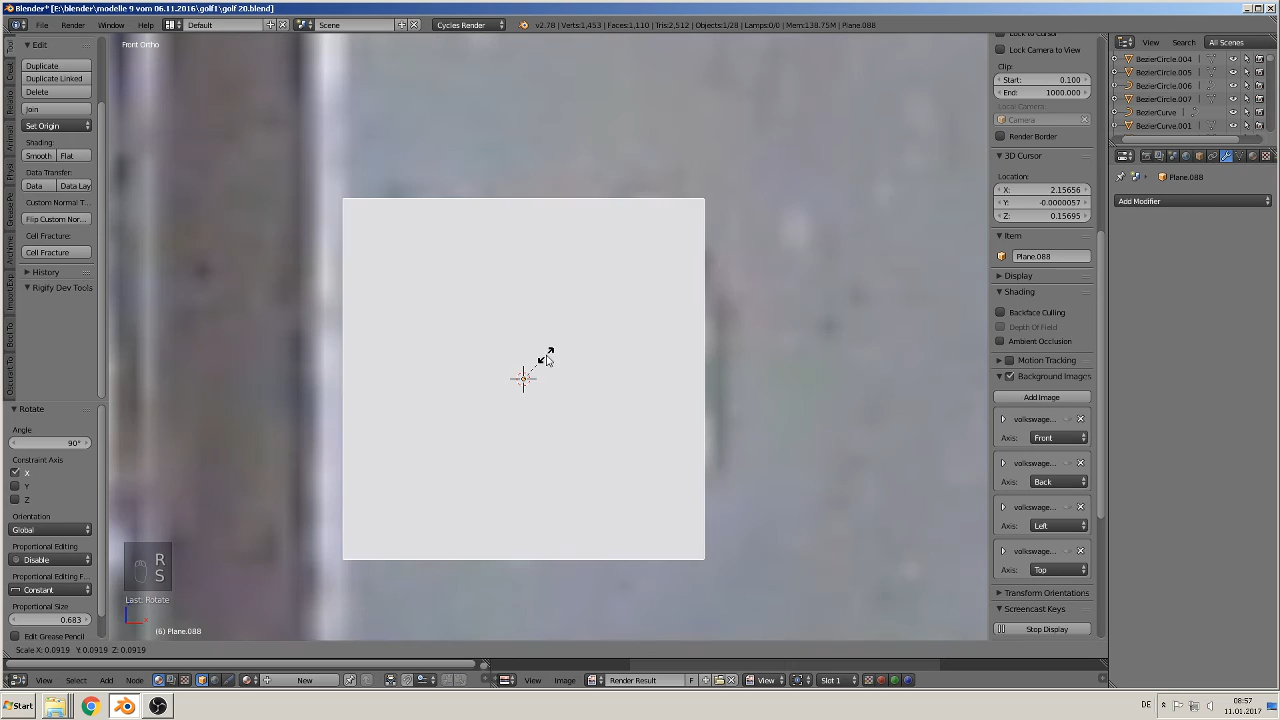 Blender* [E:\blender\modelle 9 vom 06.11.2016\golf1\golf 20.blend]
File Render Window Help Default Scene Cycles Render v2.78 | Verts:1,453 | Faces:1,110 | Tris:2,512 | Objects:1/28 | Lamps:0/0 | Mem:138.75M | Plane.088
Front Ortho
Edit
Duplicate
Duplicate Linked
Delete
Join
Set Origin
Shading:
Smooth Flat
Data Transfer:
Data Data Lay
Custom Normal T...
Flip Custom Nor...
Cell Fracture:
Cell Fracture
History
Rigify Dev Tools
Rotate
Angle
90°
Constraint Axis
X
Y
Z
Orientation
Global
Proportional Editing
Disable
Proportional Editing F...
Constant
Proportional Size
0.683
Edit Grease Pencil
R
S
Last: Rotate
(6) Plane.088
Scale X: 0.0919 Y: 0.0919 Z: 0.0919
Lock to Cursor
Lock Camera to View
Clip:
Start: 0.100
End: 1000.000
Local Camera:
Camera
Render Border
3D Cursor
Location:
X: 2.15656
Y: -0.0000057
Z: 0.15695
Item
Plane.088
Display
Shading
Backface Culling
Depth Of Field
Ambient Occlusion
Motion Tracking
Background Images
Add Image
volkswage...
Axis: Front
volkswage...
Axis: Back
volkswage...
Axis: Left
volkswage...
Axis: Top
Transform Orientations
Screencast Keys
Stop Display
View Search All Scenes
BezierCircle.004
BezierCircle.005
BezierCircle.006
BezierCircle.007
BezierCurve
BezierCurve.001
Plane.088
Add Modifier
View Select Add Node New View Image Render Result F View Slot 1
Start DE 08:57
11.01.2017